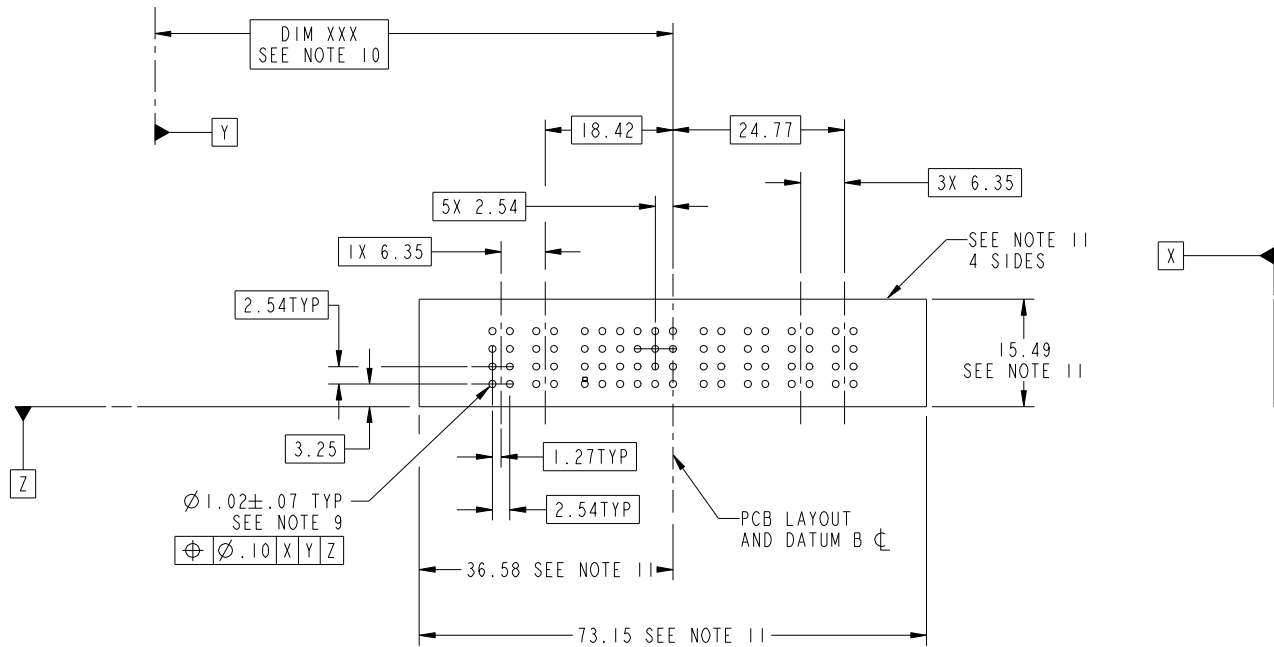 DIM XXX
SEE NOTE 10
Y
18.42
24.77
3X 6.35
5X 2.54
1X 6.35
SEE NOTE 11
4 SIDES
X
2.54TYP
15.49
SEE NOTE 11
3.25
1.27TYP
Z
Ø1.02±.07 TYP
SEE NOTE 9
⌖ Ø.10 X Y Z
2.54TYP
PCB LAYOUT
AND DATUM B ℄
36.58 SEE NOTE 11
73.15 SEE NOTE 11